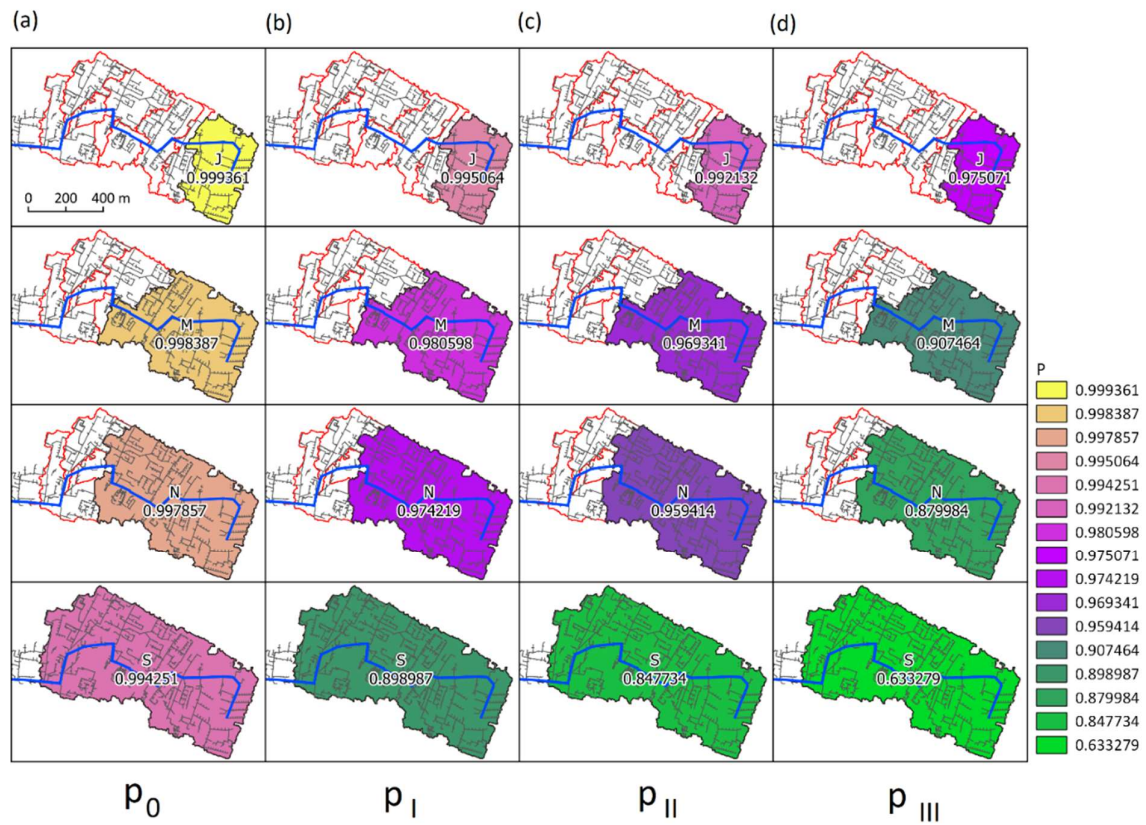 (a) (b) (c) (d)
J J J J
0.999361 0.995064 0.992132 0.975071
0 200 400 m
M M M M
0.998387 0.980598 0.969341 0.907464
N N N N
0.997857 0.974219 0.959414 0.879984
S S S S
0.994251 0.898987 0.847734 0.633279
p0 pI pII pIII
P
0.999361
0.998387
0.997857
0.995064
0.994251
0.992132
0.980598
0.975071
0.974219
0.969341
0.959414
0.907464
0.898987
0.879984
0.847734
0.633279